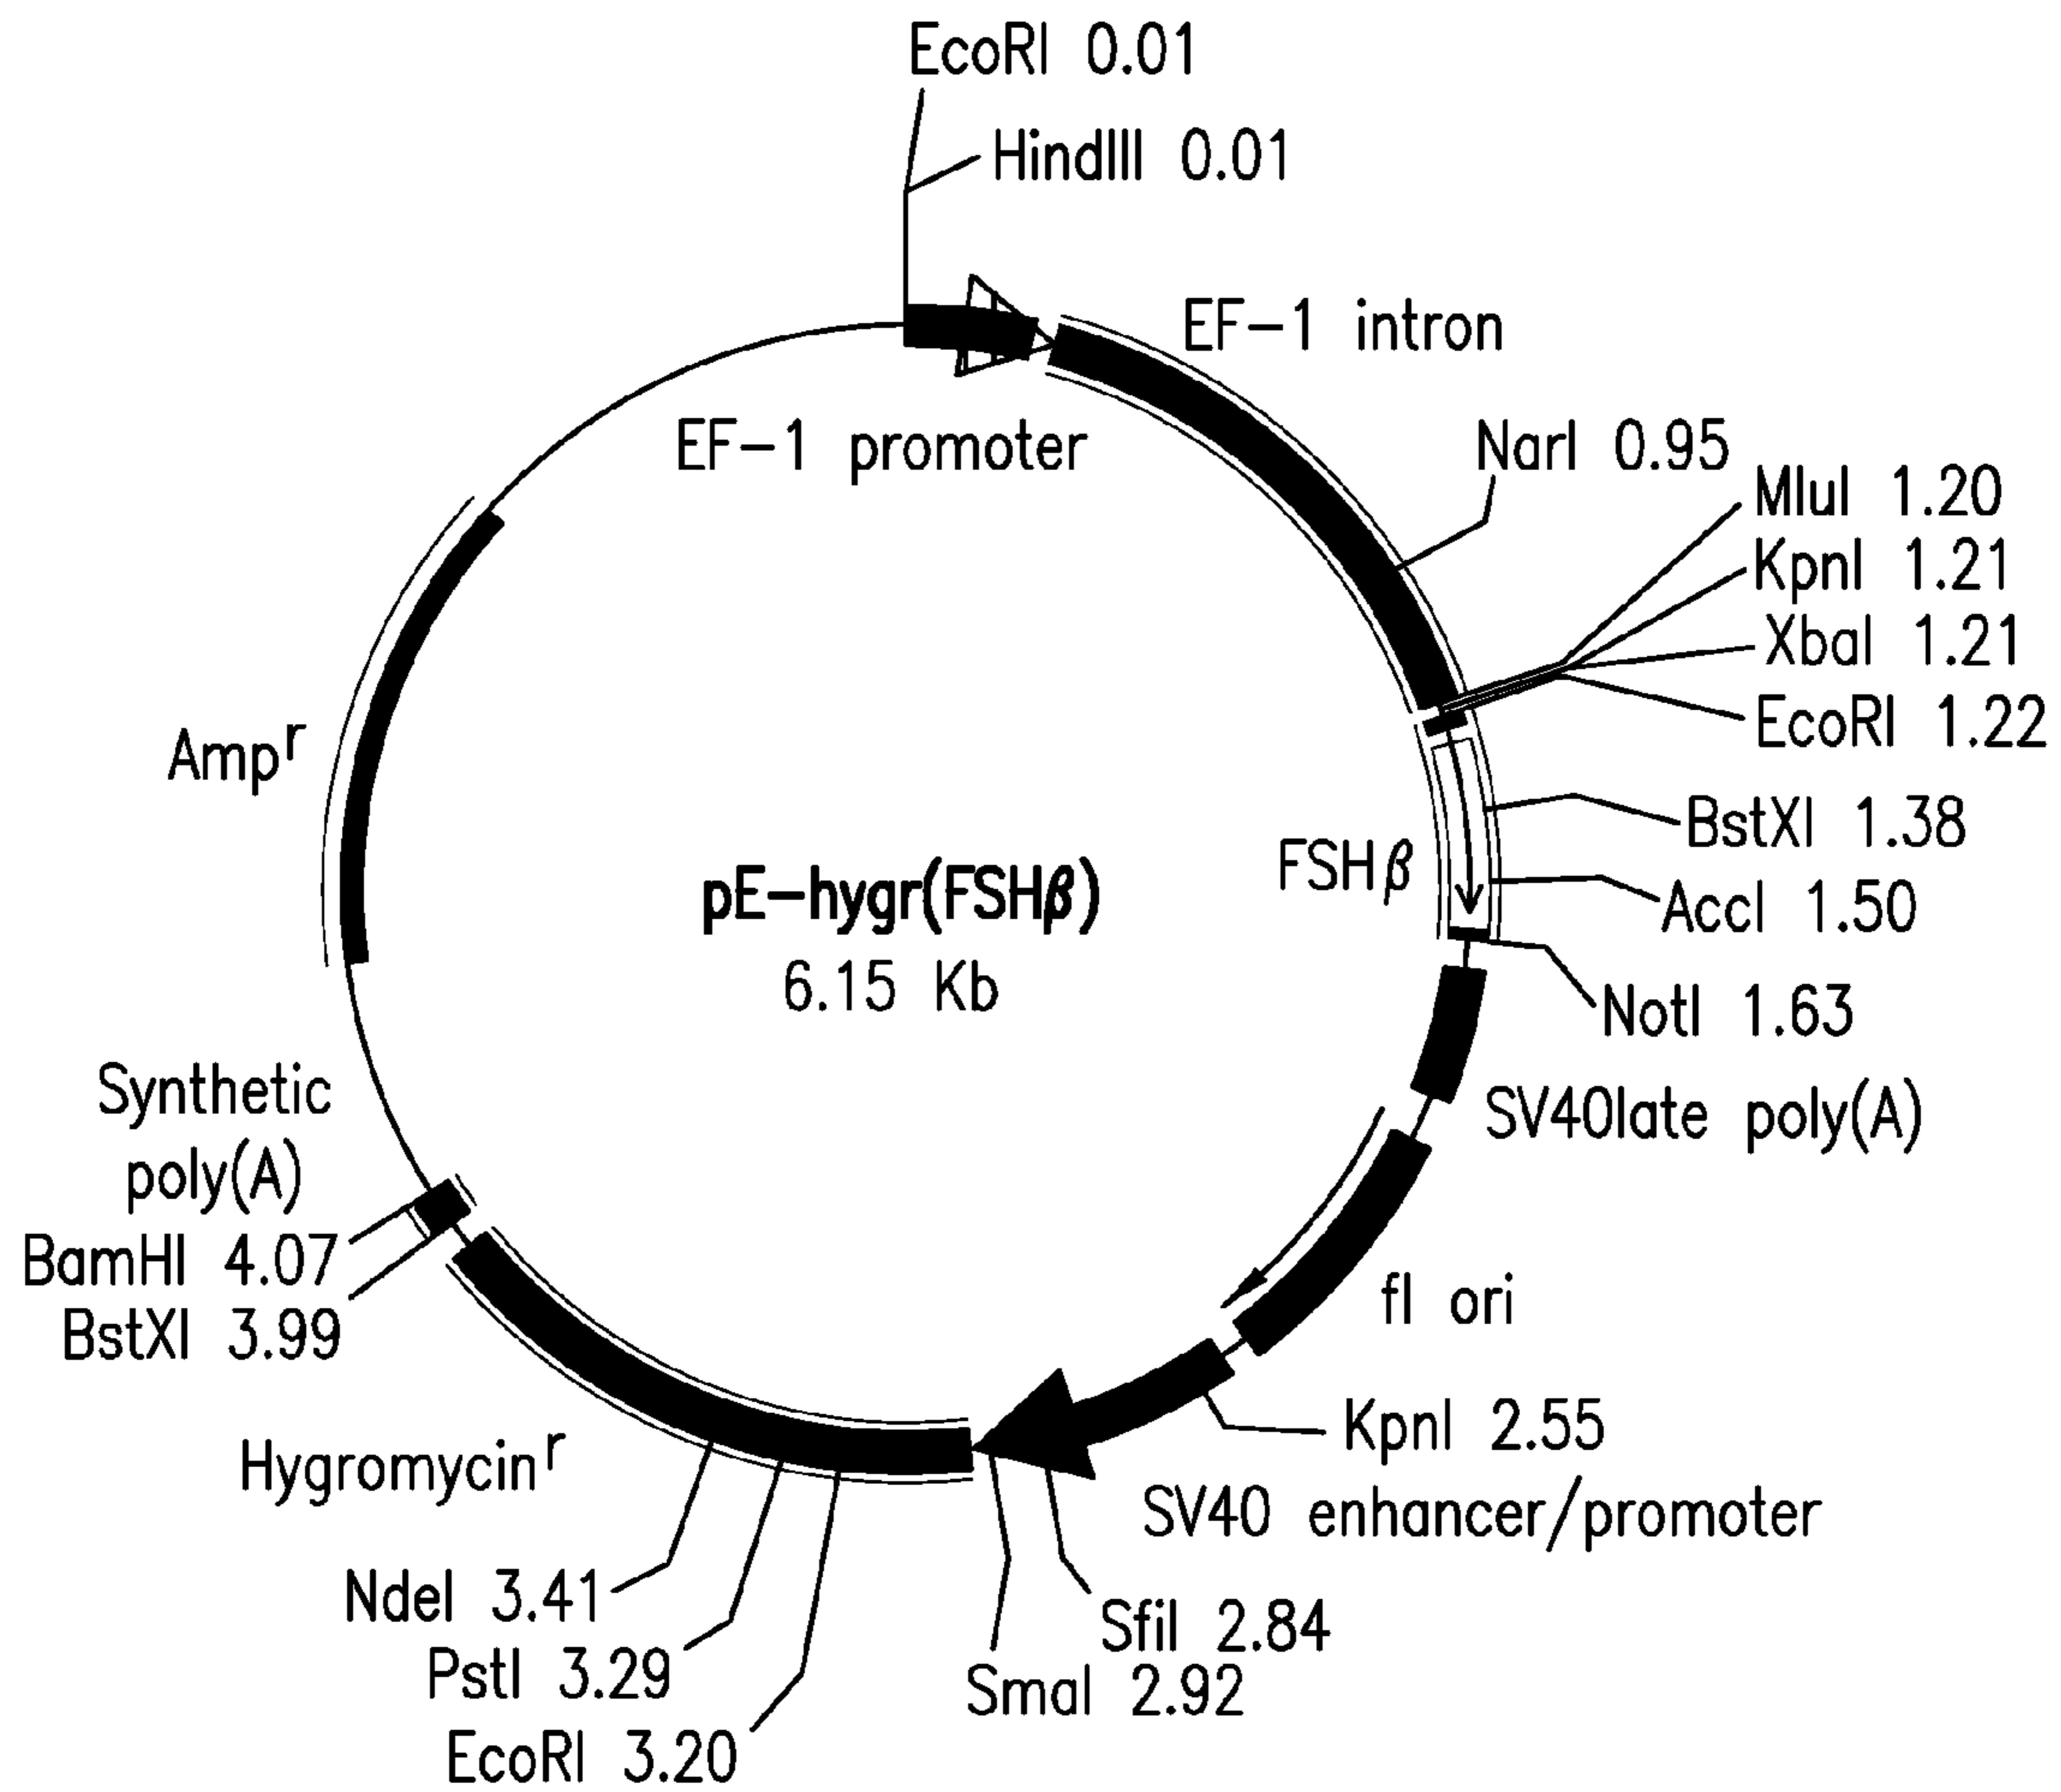 EcoRI 0.01
HindIII 0.01
EF-1 intron
EF-1 promoter
NarI 0.95
MluI 1.20
KpnI 1.21
XbaI 1.21
EcoRI 1.22
BstXI 1.38
FSHβ
AccI 1.50
NotI 1.63
SV40late poly(A)
fI ori
KpnI 2.55
SV40 enhancer/promoter
SfiI 2.84
SmaI 2.92
EcoRI 3.20
PstI 3.29
NdeI 3.41
Hygromycinʳ
BstXI 3.99
BamHI 4.07
Synthetic
poly(A)
Ampʳ
pE-hygr(FSHβ)
6.15 Kb